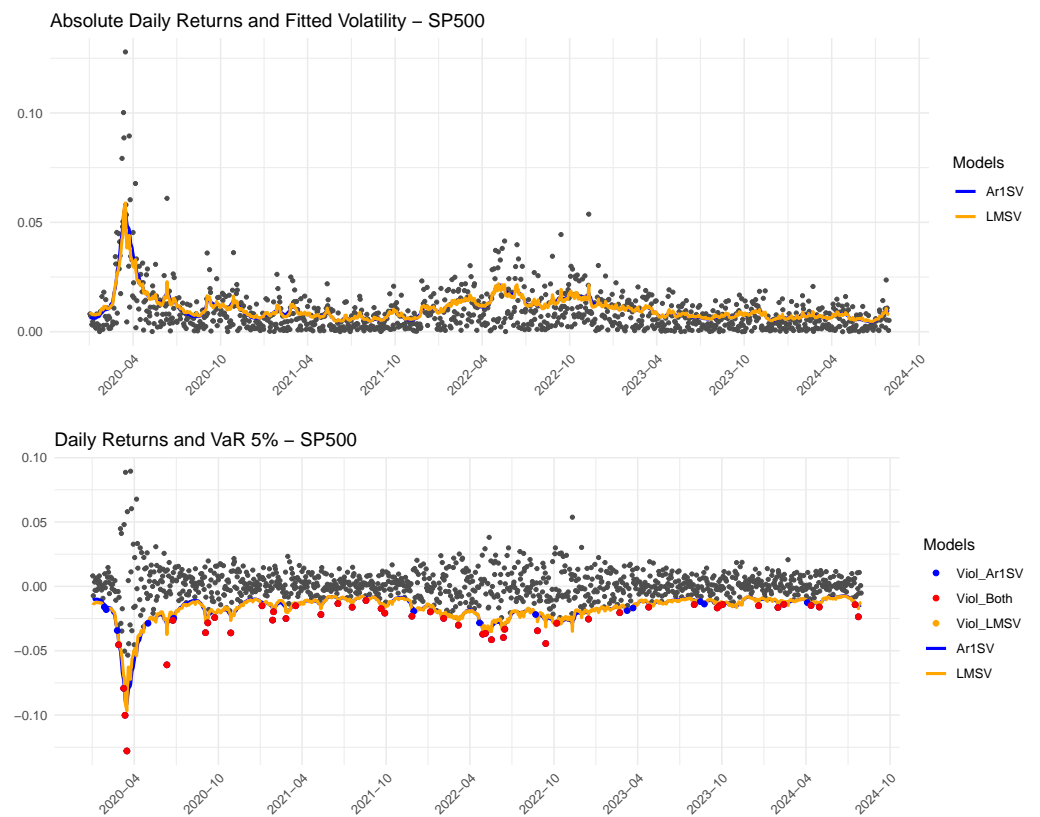 Absolute Daily Returns and Fitted Volatility – SP500
0.10
0.05
0.00
2020−04
2020−10
2021−04
2021−10
2022−04
2022−10
2023−04
2023−10
2024−04
2024−10
Models
Ar1SV
LMSV
Daily Returns and VaR 5% – SP500
0.10
0.05
0.00
−0.05
−0.10
2020−04
2020−10
2021−04
2021−10
2022−04
2022−10
2023−04
2023−10
2024−04
2024−10
Models
Viol_Ar1SV
Viol_Both
Viol_LMSV
Ar1SV
LMSV